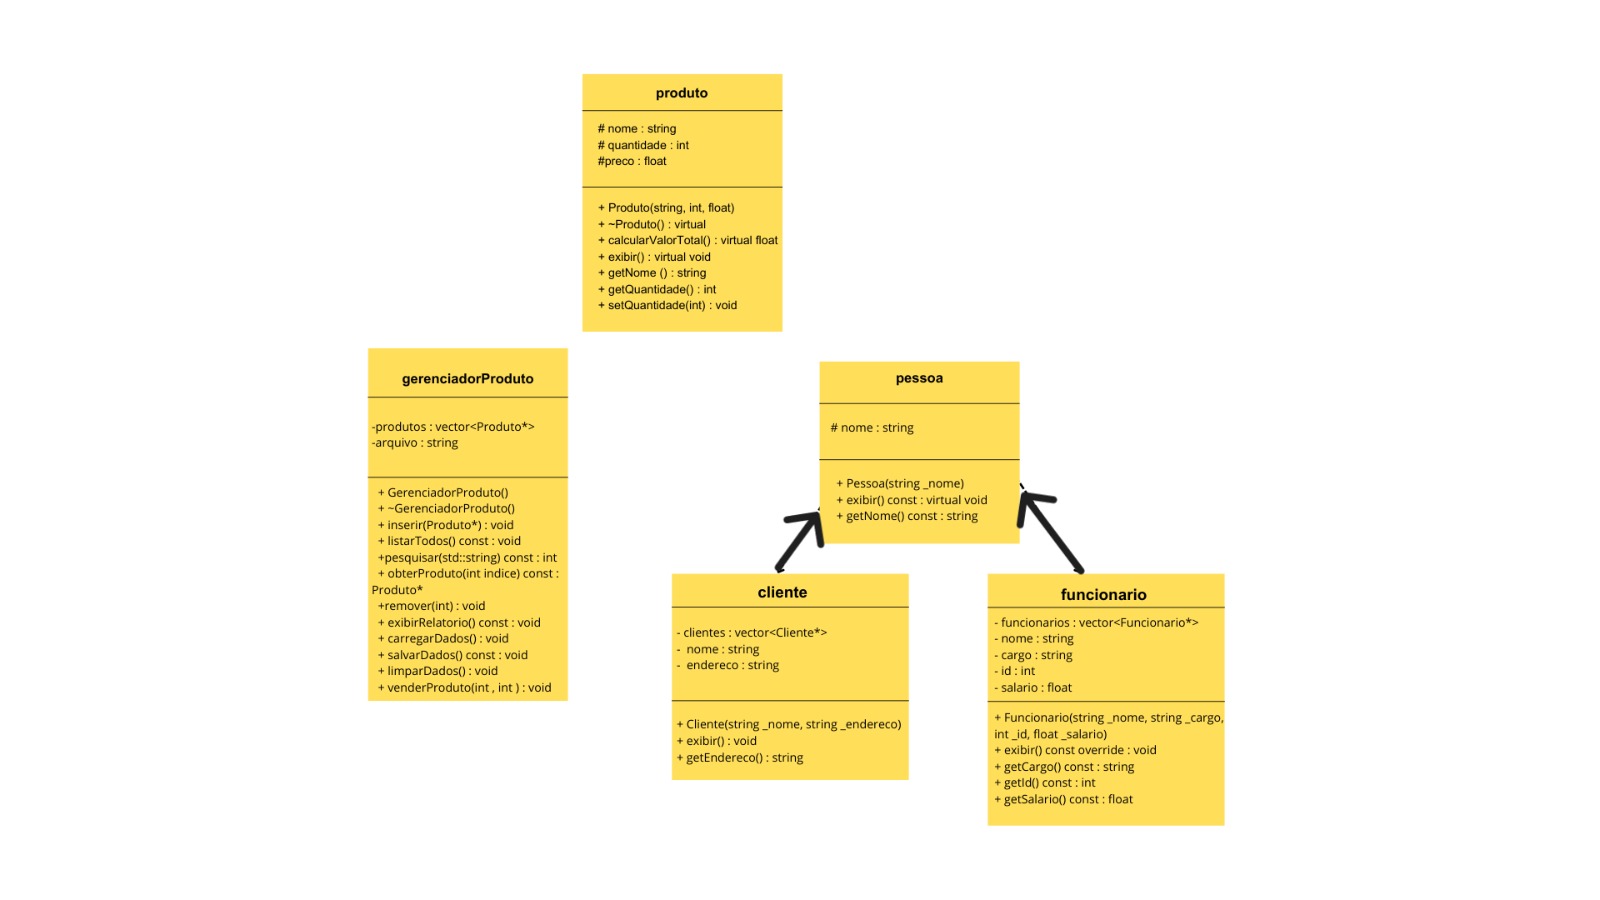 produto
# nome : string
# quantidade : int
#preco : float
+ Produto(string, int, float)
+ ~Produto() : virtual
+ calcularValorTotal() : virtual float
+ exibir() : virtual void
+ getNome () : string
+ getQuantidade() : int
+ setQuantidade(int) : void
gerenciadorProduto
-produtos : vector<Produto*>
-arquivo : string
+ GerenciadorProduto()
+ ~GerenciadorProduto()
+ inserir(Produto*) : void
+ listarTodos() const : void
+pesquisar(std::string) const : int
+ obterProduto(int indice) const :
Produto*
+remover(int) : void
+ exibirRelatorio() const : void
+ carregarDados() : void
+ salvarDados() const : void
+ limparDados() : void
+ venderProduto(int , int ) : void
pessoa
# nome : string
+ Pessoa(string _nome)
+ exibir() const : virtual void
+ getNome() const : string
cliente
- clientes : vector<Cliente*>
- nome : string
- endereco : string
+ Cliente(string _nome, string _endereco)
+ exibir() : void
+ getEndereco() : string
funcionario
- funcionarios : vector<Funcionario*>
- nome : string
- cargo : string
- id : int
- salario : float
+ Funcionario(string _nome, string _cargo,
int _id, float _salario)
+ exibir() const override : void
+ getCargo() const : string
+ getId() const : int
+ getSalario() const : float